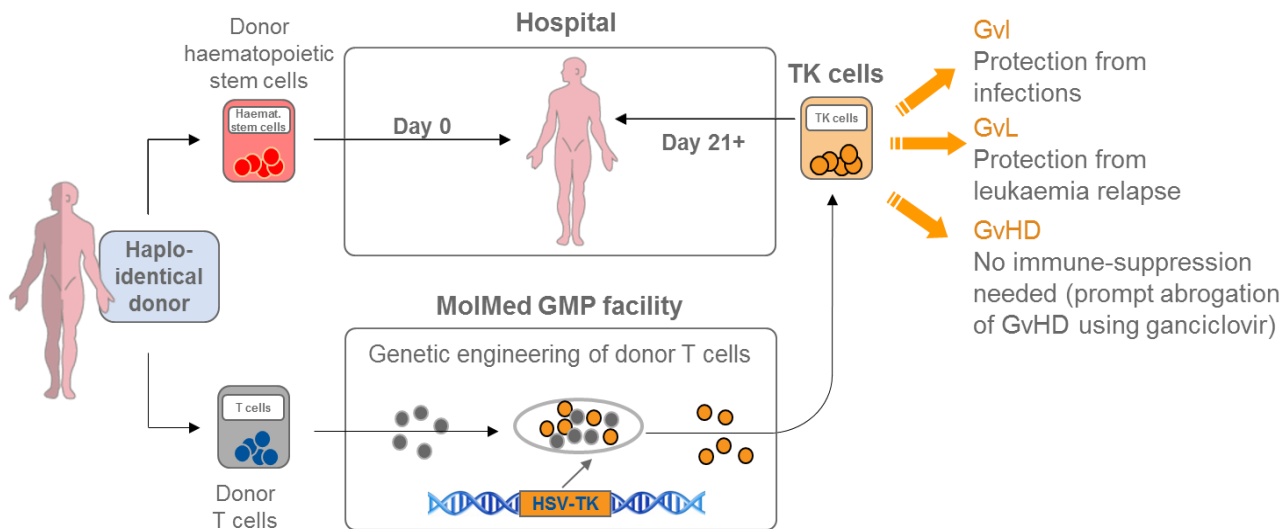 Donor
haematopoietic
stem cells
Haemat.
stem cells
Hospital
Day 0
Day 21+
TK cells
TK cells
GvI
Protection from
infections
GvL
Protection from
leukaemia relapse
GvHD
No immune-suppression
needed (prompt abrogation
of GvHD using ganciclovir)
Haplo-
identical
donor
MolMed GMP facility
Genetic engineering of donor T cells
T cells
Donor
T cells
HSV-TK